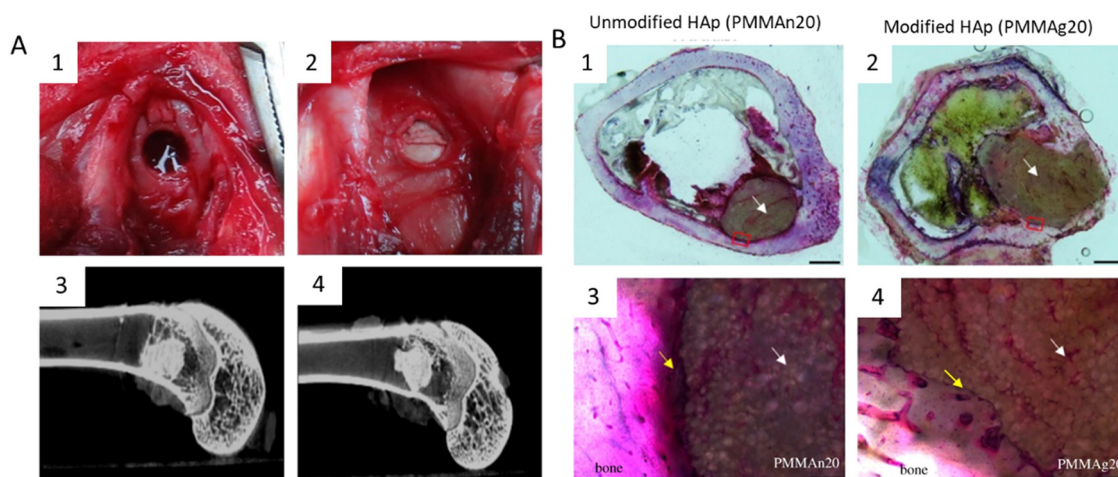 A
1
2
3
4
B
Unmodified HAp (PMMAn20)
Modified HAp (PMMAg20)
1
2
3
4
bone
PMMAn20
bone
PMMAg20